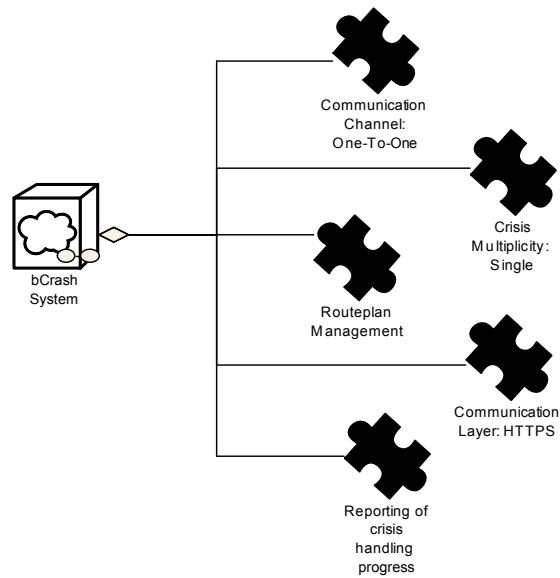 Communication
Channel:
One-To-One
Crisis
Multiplicity:
Single
bCrash
System
Routeplan
Management
Communication
Layer: HTTPS
Reporting of
crisis
handling
progress